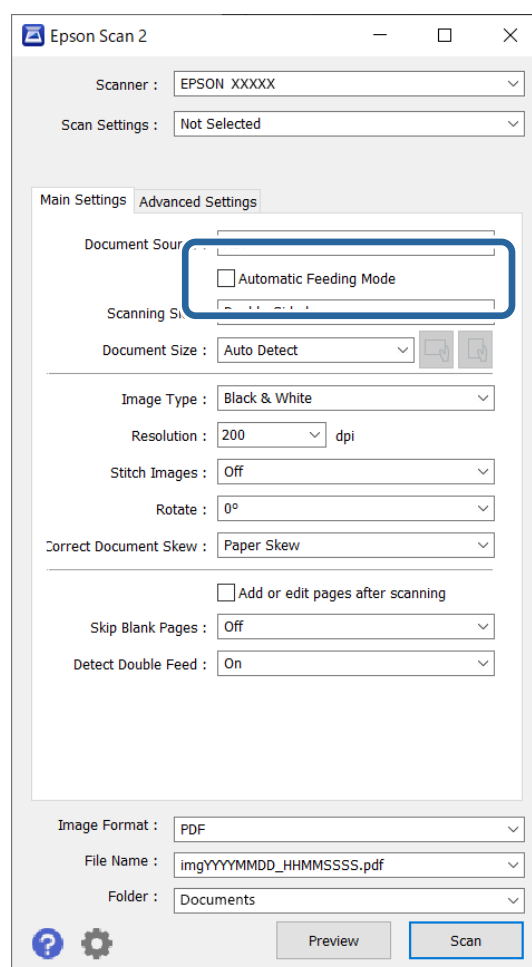 Epson Scan 2
Scanner : EPSON XXXXX
Scan Settings : Not Selected
Main Settings Advanced Settings
Document
Automatic Feeding Mode
Scanning
Document Size : Auto Detect
Image Type : Black & White
Resolution : 200 dpi
Stitch Images : Off
Rotate : 0°
Correct Document Skew : Paper Skew
Add or edit pages after scanning
Skip Blank Pages : Off
Detect Double Feed : On
Image Format : PDF
File Name : imgYYYYMMDD_HHMMSSSS.pdf
Folder : Documents
? Preview Scan